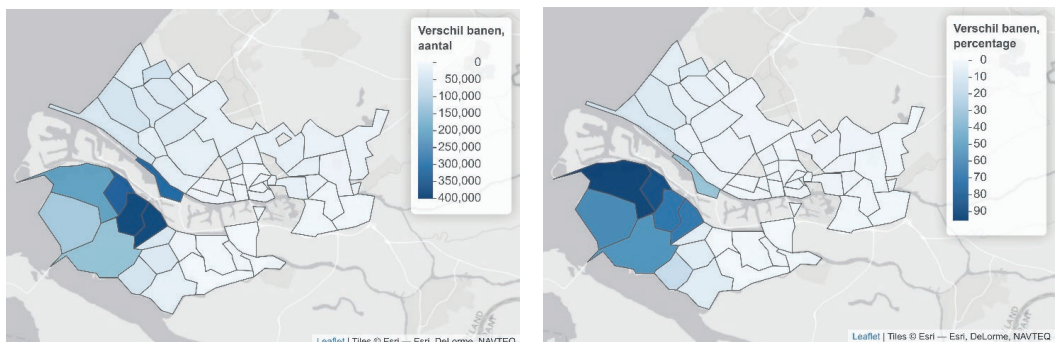 Verschil banen,
aantal
0
50,000
100,000
150,000
200,000
250,000
300,000
350,000
400,000
LAND
Leaflet | Tiles © Esri — Esri, DeLorme, NAVTEQ
Verschil banen,
percentage
0
10
20
30
40
50
60
70
80
90
LAND
Leaflet | Tiles © Esri — Esri, DeLorme, NAVTEQ